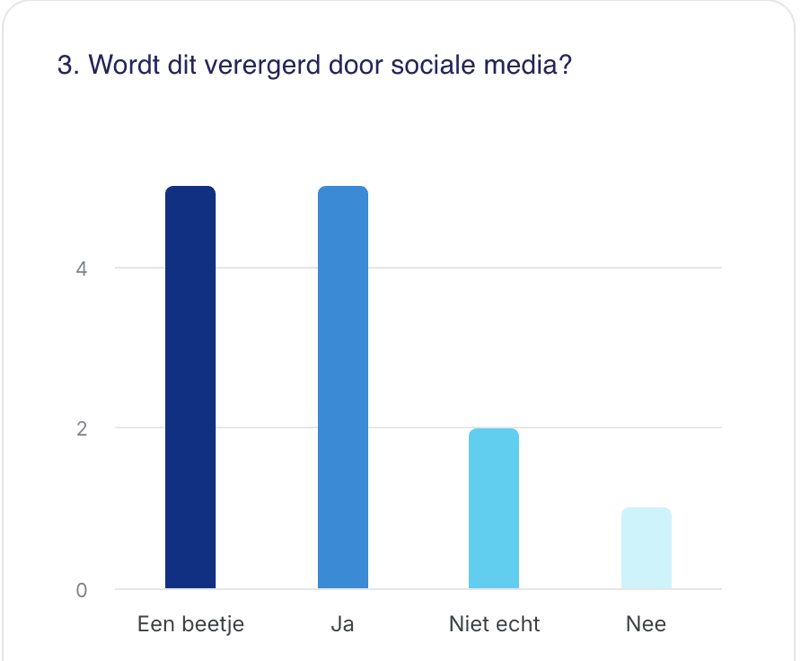 3. Wordt dit verergerd door sociale media?
4
2
0
Een beetje
Ja
Niet echt
Nee